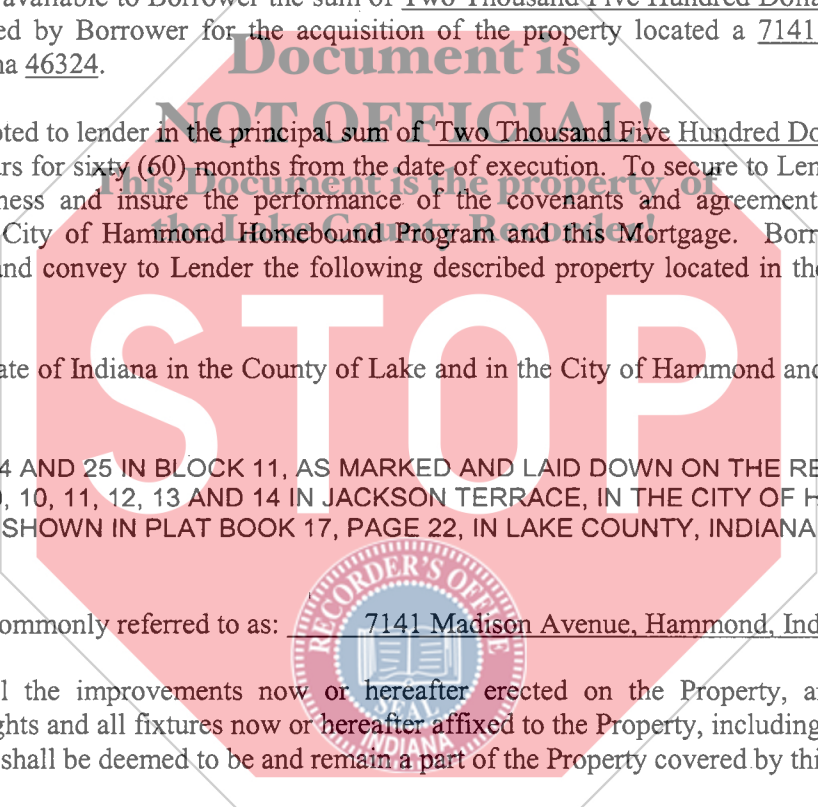 available to Borrower the sum of Two Thousand Five Hundred Dolla
ed by Borrower for the acquisition of the property located a 7141
na 46324.
Document is
NOT OFFICIAL!
This Document is the property of
the Lake County Recorder!
oted to lender in the principal sum of Two Thousand Five Hundred Do
rs for sixty (60) months from the date of execution. To secure to Len
ness and insure the performance of the covenants and agreement
City of Hammond Homebound Program and this Mortgage. Borr
and convey to Lender the following described property located in the
STOP
ate of Indiana in the County of Lake and in the City of Hammond and
4 AND 25 IN BLOCK 11, AS MARKED AND LAID DOWN ON THE RE
, 10, 11, 12, 13 AND 14 IN JACKSON TERRACE, IN THE CITY OF H
SHOWN IN PLAT BOOK 17, PAGE 22, IN LAKE COUNTY, INDIANA
RECORDER'S OFFICE
SEAL
INDIANA
commonly referred to as: 7141 Madison Avenue, Hammond, Ind
l the improvements now or hereafter erected on the Property, a
ghts and all fixtures now or hereafter affixed to the Property, including
shall be deemed to be and remain a part of the Property covered by thi